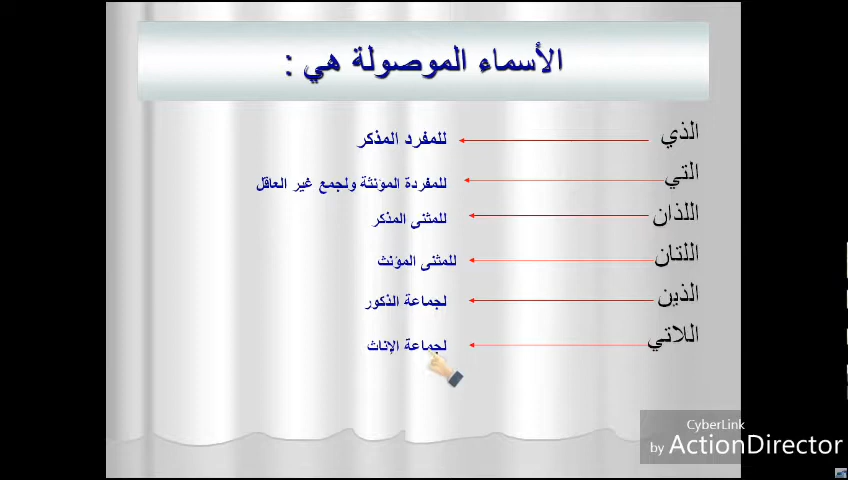 الأسماء الموصولة هي :
الذي للمفرد المذكر
التي للمفردة المؤنثة ولجمع غير العاقل
اللذان للمثنى المذكر
اللتان للمثنى المؤنث
الذين لجماعة الذكور
اللاتي لجماعة الإناث
CyberLink
by ActionDirector